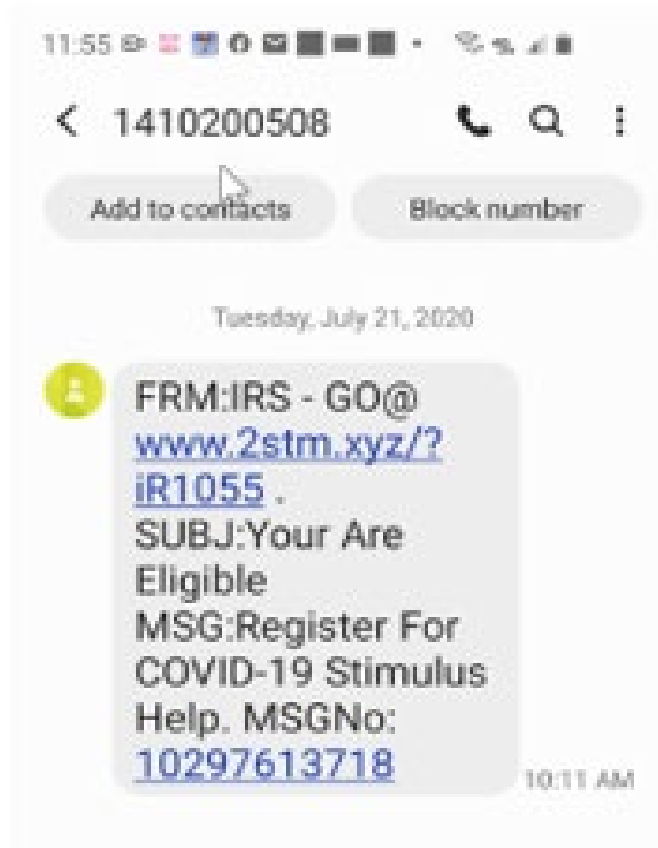 11:55
1410200508
Add to contacts
Block number
Tuesday, July 21, 2020
FRM:IRS - GO@
www.2stm.xyz/?
iR1055 .
SUBJ:Your Are
Eligible
MSG:Register For
COVID-19 Stimulus
Help. MSGNo:
10297613718
10:11 AM